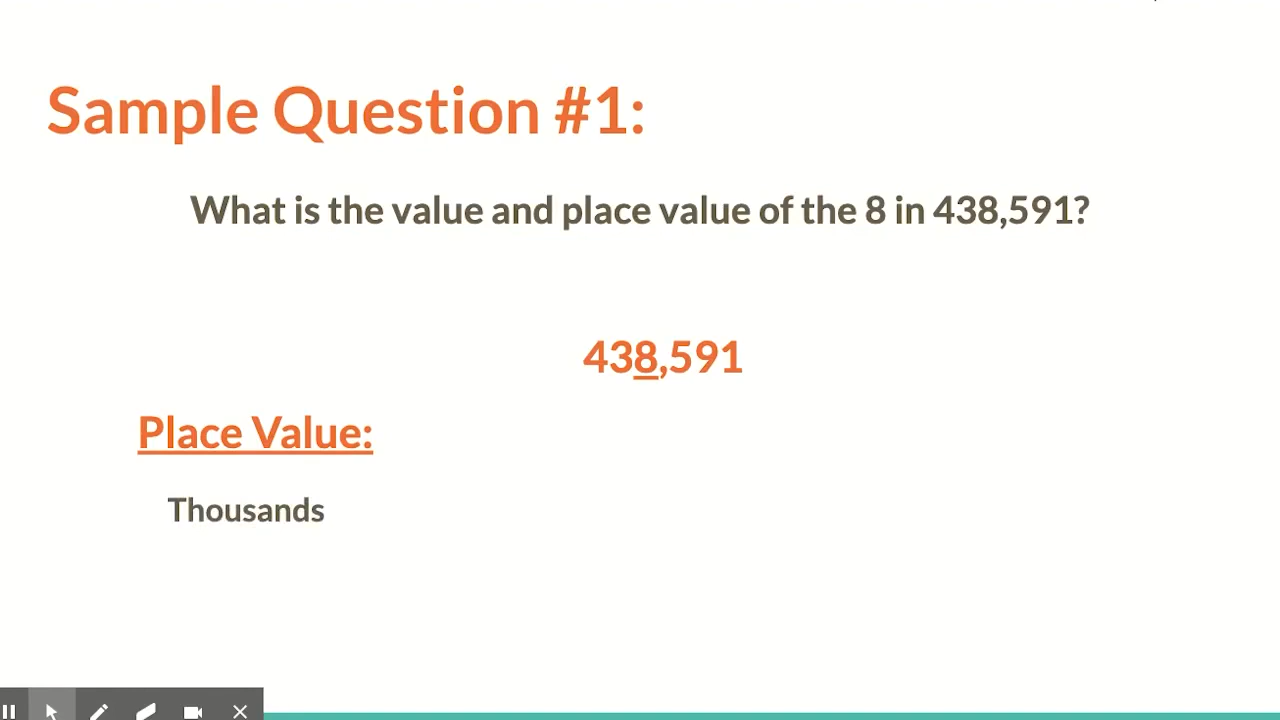 Sample Question #1:
What is the value and place value of the 8 in 438,591?
438,591
Place Value:
Thousands